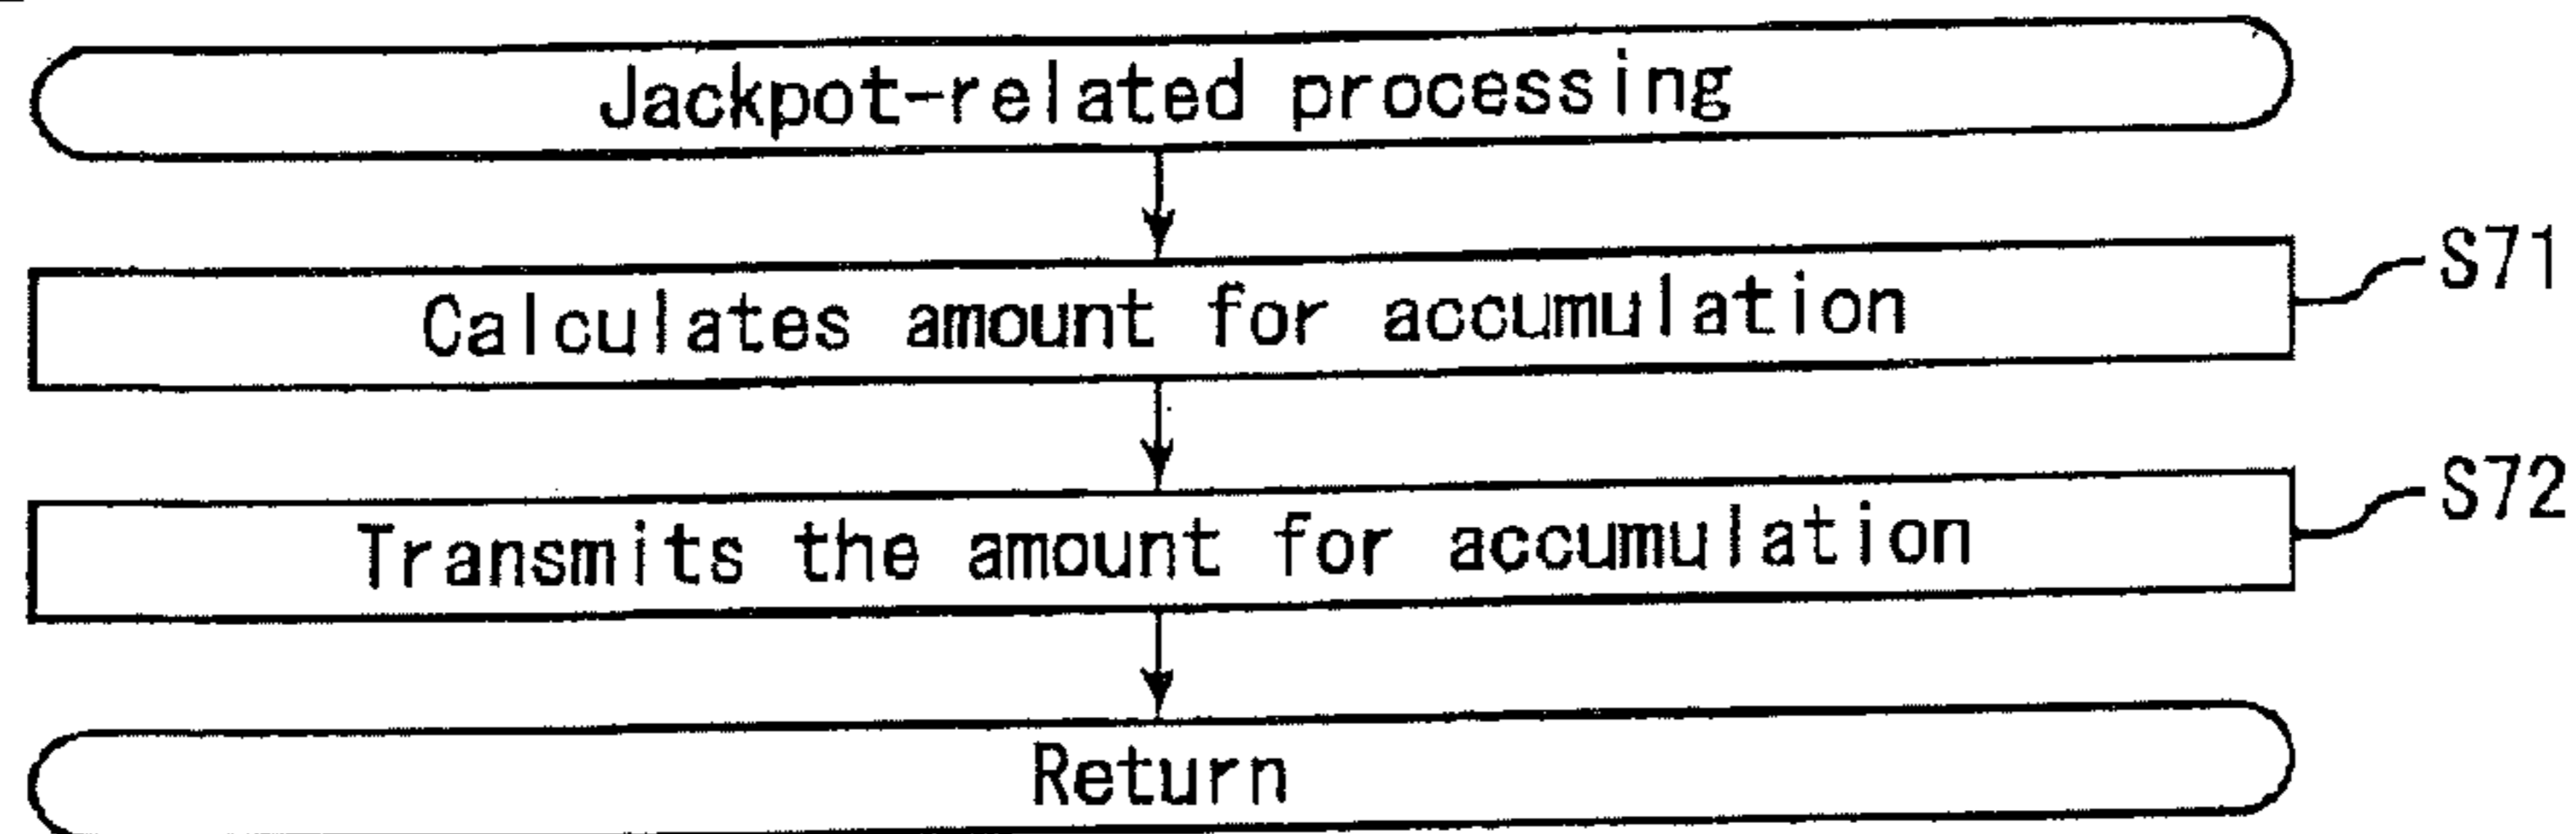 Jackpot-related processing
Calculates amount for accumulation
S71
Transmits the amount for accumulation
S72
Return